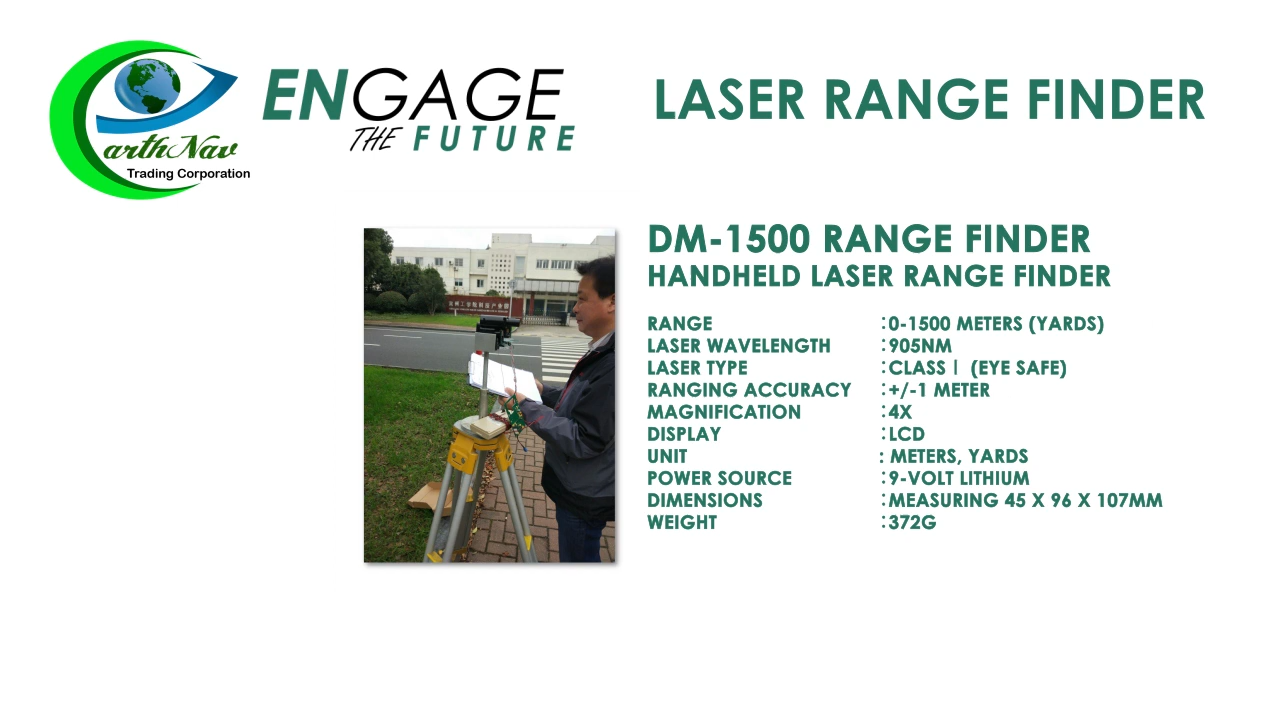 arthNav
Trading Corporation
ENGAGE
THE FUTURE
LASER RANGE FINDER
DM-1500 RANGE FINDER
HANDHELD LASER RANGE FINDER
RANGE :0-1500 METERS (YARDS)
LASER WAVELENGTH :905NM
LASER TYPE :CLASS Ⅰ (EYE SAFE)
RANGING ACCURACY :+/-1 METER
MAGNIFICATION :4X
DISPLAY :LCD
UNIT : METERS, YARDS
POWER SOURCE :9-VOLT LITHIUM
DIMENSIONS :MEASURING 45 X 96 X 107MM
WEIGHT :372G